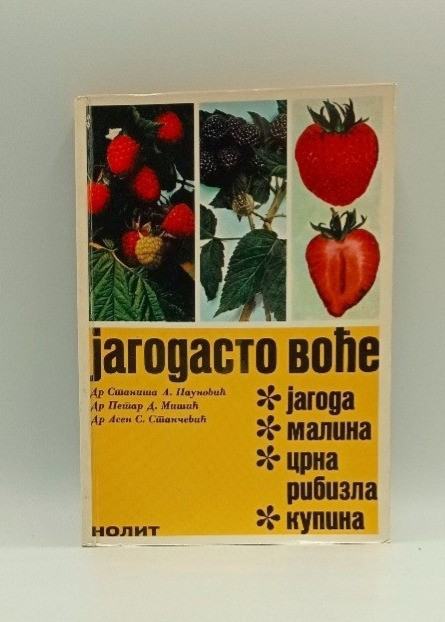 јагодасто воће
Др Станиша А. Пауновић
Др Петар Д. Мишић
Др Асен С. Станчевић
* јагода
* малина
* црна
рибизла
* купина
НОЛИТ